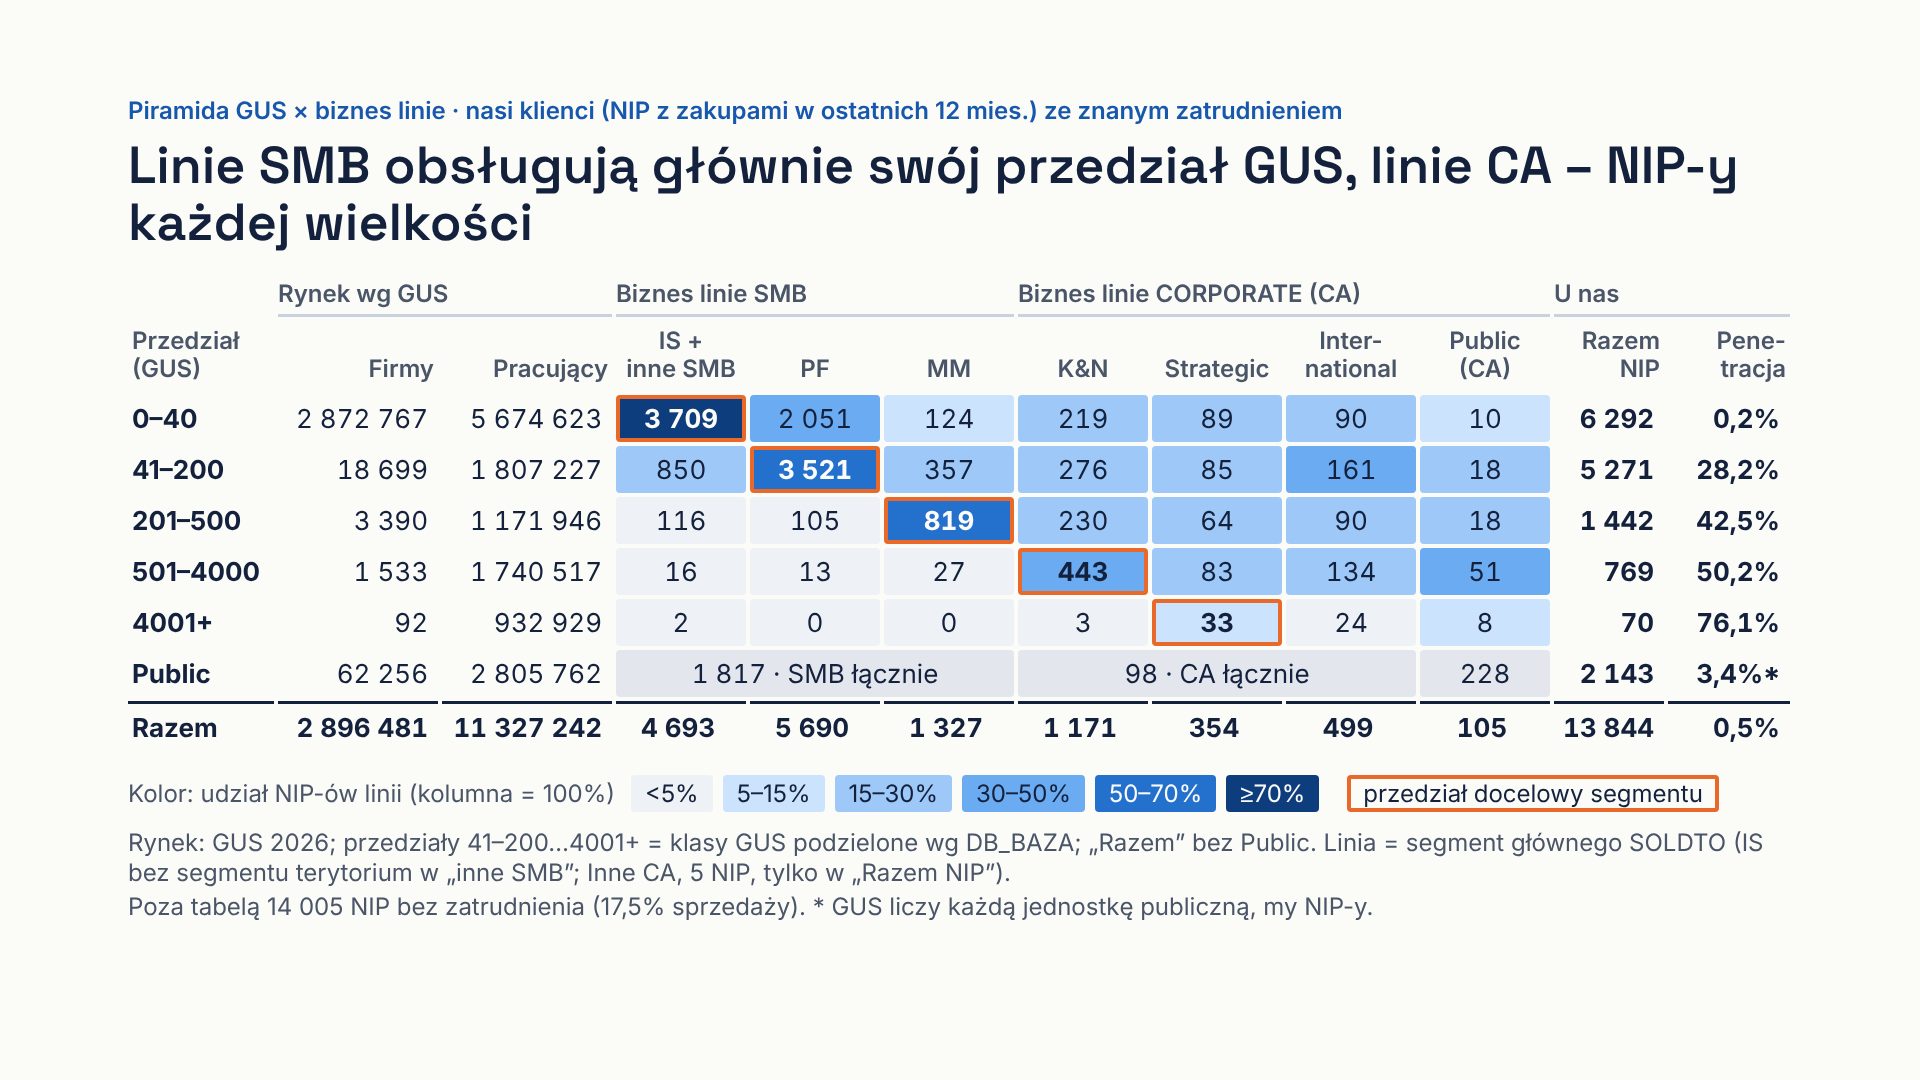 Piramida GUS × biznes linie · nasi klienci (NIP z zakupami w ostatnich 12 mies.) ze znanym zatrudnieniem
Linie SMB obsługują głównie swój przedział GUS, linie CA – NIP-y
każdej wielkości
Rynek wg GUS Biznes linie SMB Biznes linie CORPORATE (CA) U nas
Przedział IS + Inter- Public Razem Pene-
(GUS) Firmy Pracujący inne SMB PF MM K&N Strategic national (CA) NIP tracja
0–40 2 872 767 5 674 623 3 709 2 051 124 219 89 90 10 6 292 0,2%
41–200 18 699 1 807 227 850 3 521 357 276 85 161 18 5 271 28,2%
201–500 3 390 1 171 946 116 105 819 230 64 90 18 1 442 42,5%
501–4000 1 533 1 740 517 16 13 27 443 83 134 51 769 50,2%
4001+ 92 932 929 2 0 0 3 33 24 8 70 76,1%
Public 62 256 2 805 762 1 817 · SMB łącznie 98 · CA łącznie 228 2 143 3,4%*
Razem 2 896 481 11 327 242 4 693 5 690 1 327 1 171 354 499 105 13 844 0,5%
Kolor: udział NIP-ów linii (kolumna = 100%) <5% 5–15% 15–30% 30–50% 50–70% ≥70% przedział docelowy segmentu
Rynek: GUS 2026; przedziały 41–200…4001+ = klasy GUS podzielone wg DB_BAZA; „Razem” bez Public. Linia = segment głównego SOLDTO (IS
bez segmentu terytorium w „inne SMB”; Inne CA, 5 NIP, tylko w „Razem NIP”).
Poza tabelą 14 005 NIP bez zatrudnienia (17,5% sprzedaży). * GUS liczy każdą jednostkę publiczną, my NIP-y.